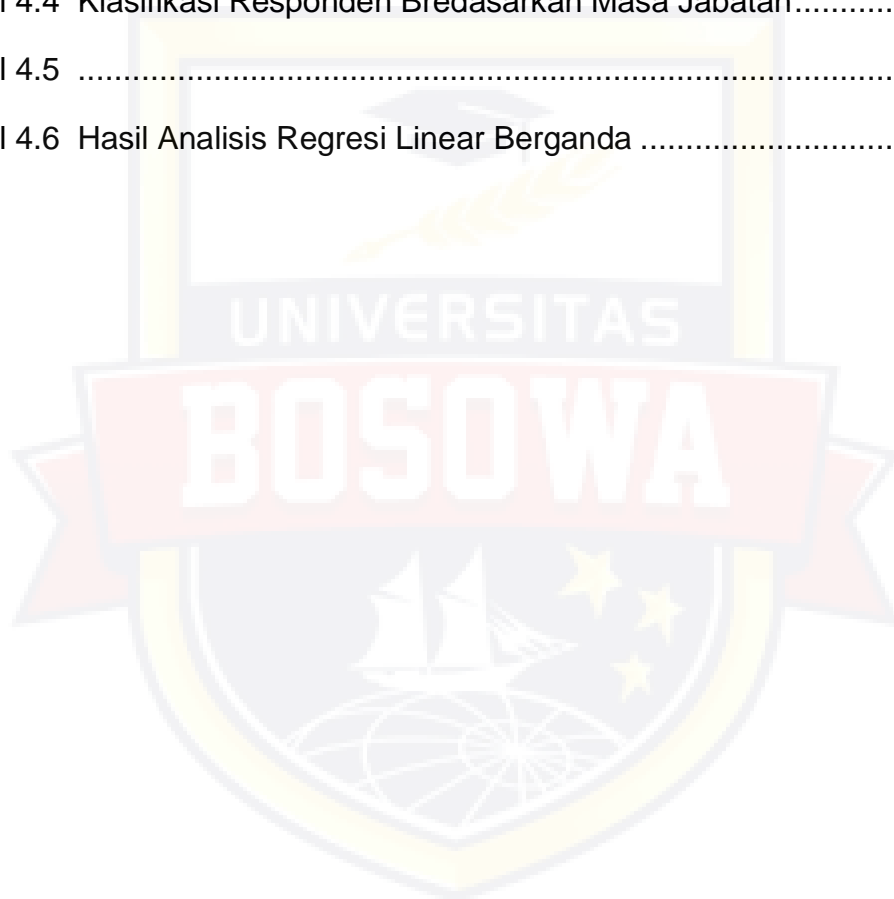 l 4.4 Klasifikasi Responden Bredasarkan Masa Jabatan...........
l 4.5 ..........................................................................................
l 4.6 Hasil Analisis Regresi Linear Berganda ............................
UNIVERSITAS
BOSOWA